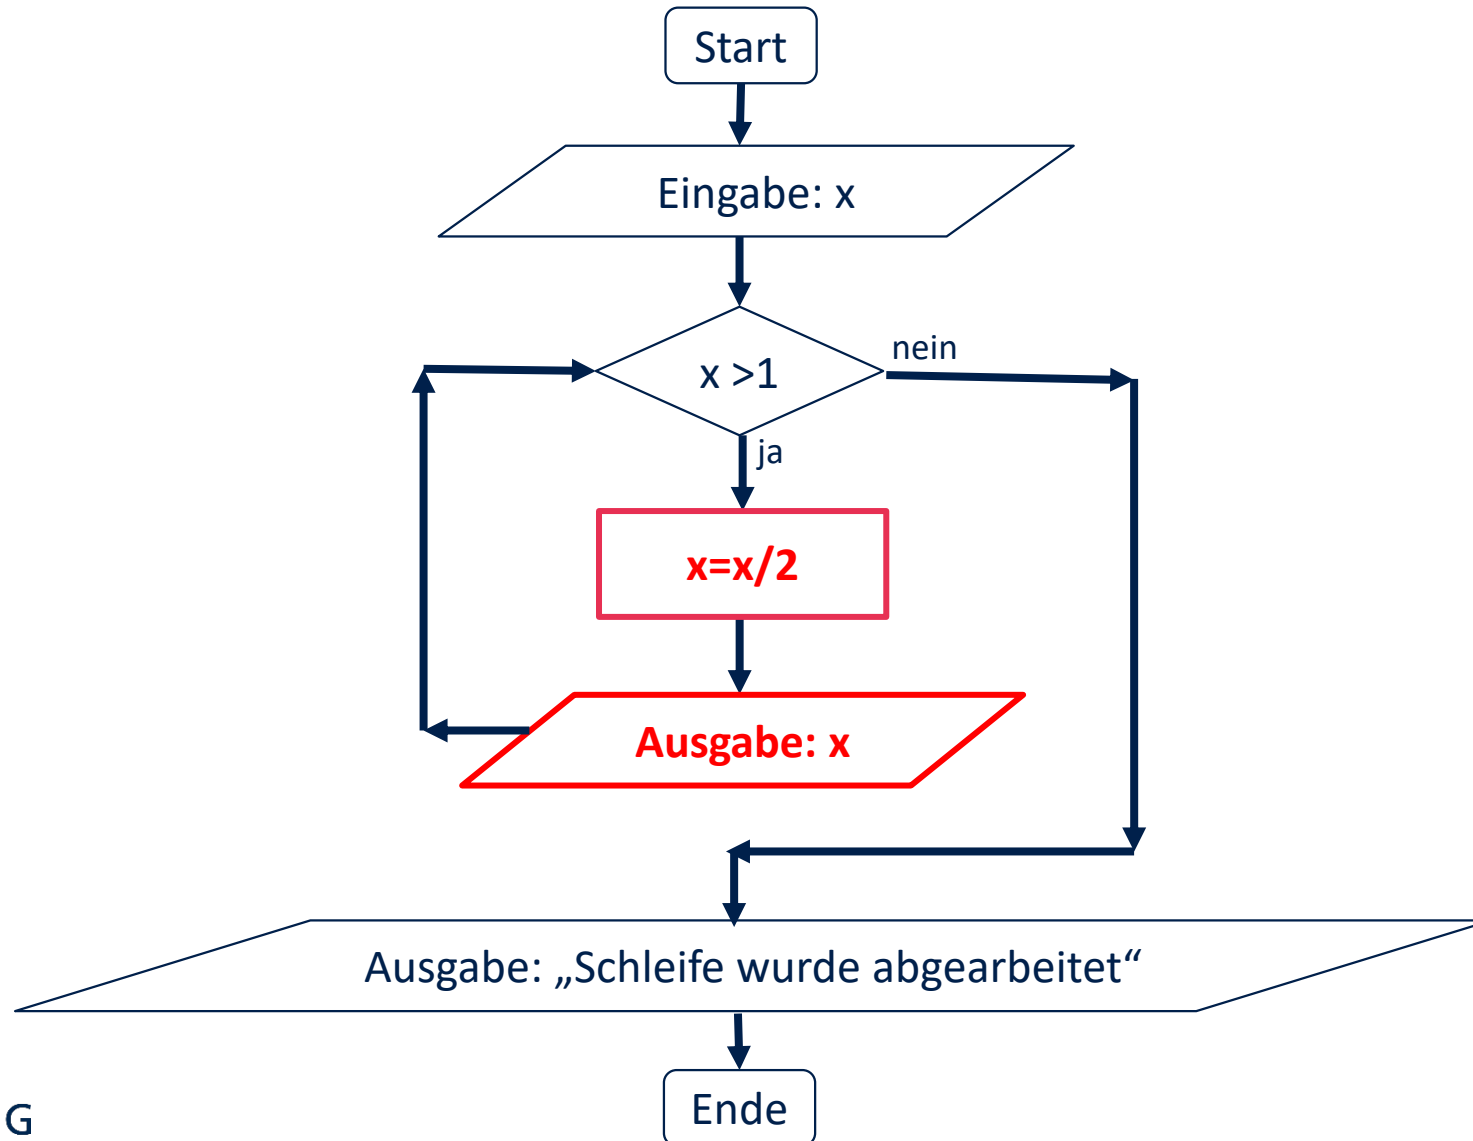 Start
Eingabe: x
x >1
nein
ja
x=x/2
Ausgabe: x
Ausgabe: „Schleife wurde abgearbeitet“
Ende
G